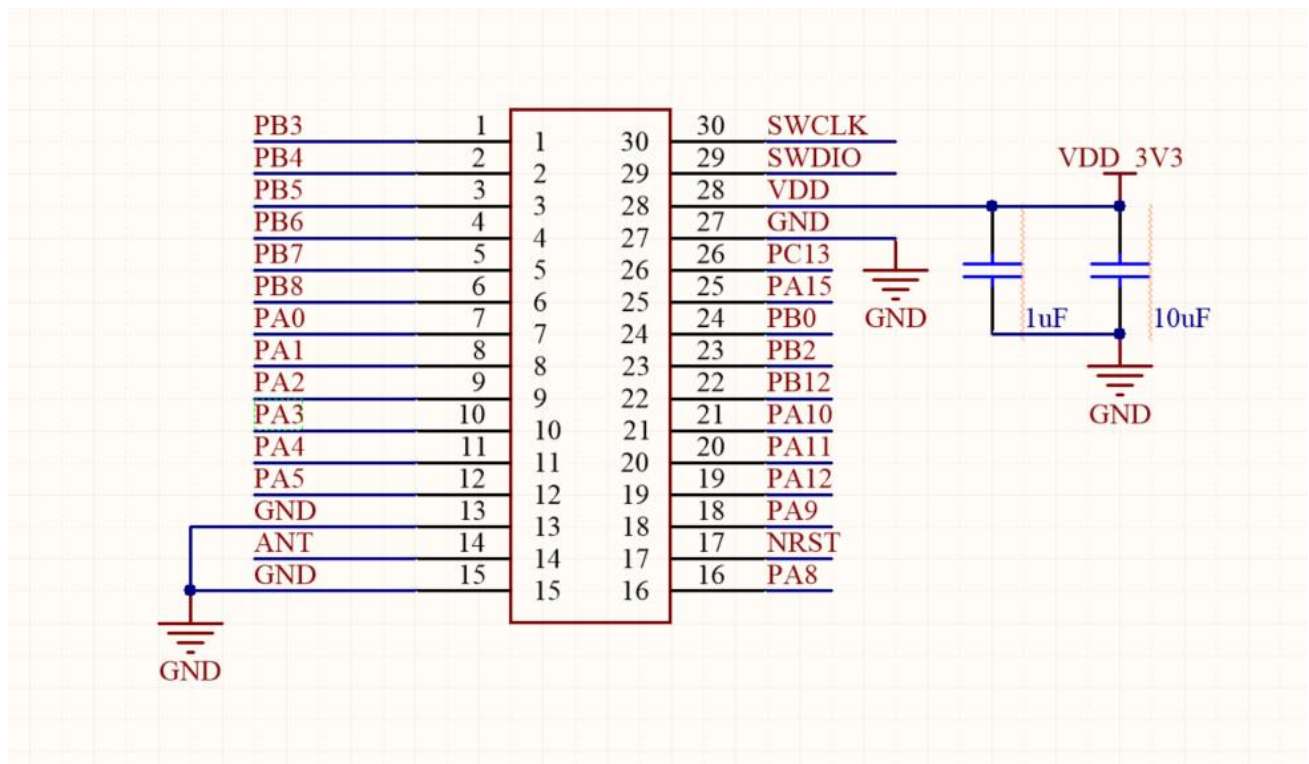 PB3 1 1 30 30 SWCLK
PB4 2 2 29 29 SWDIO
VDD_3V3
PB5 3 3 28 28 VDD
PB6 4 4 27 27 GND
PB7 5 5 26 26 PC13
PB8 6 6 25 25 PA15
PA0 7 7 24 24 PB0
GND
1uF
10uF
PA1 8 8 23 23 PB2
PA2 9 9 22 22 PB12
PA3 10 10 21 21 PA10
GND
PA4 11 11 20 20 PA11
PA5 12 12 19 19 PA12
GND 13 13 18 18 PA9
ANT 14 14 17 17 NRST
GND 15 15 16 16 PA8
GND